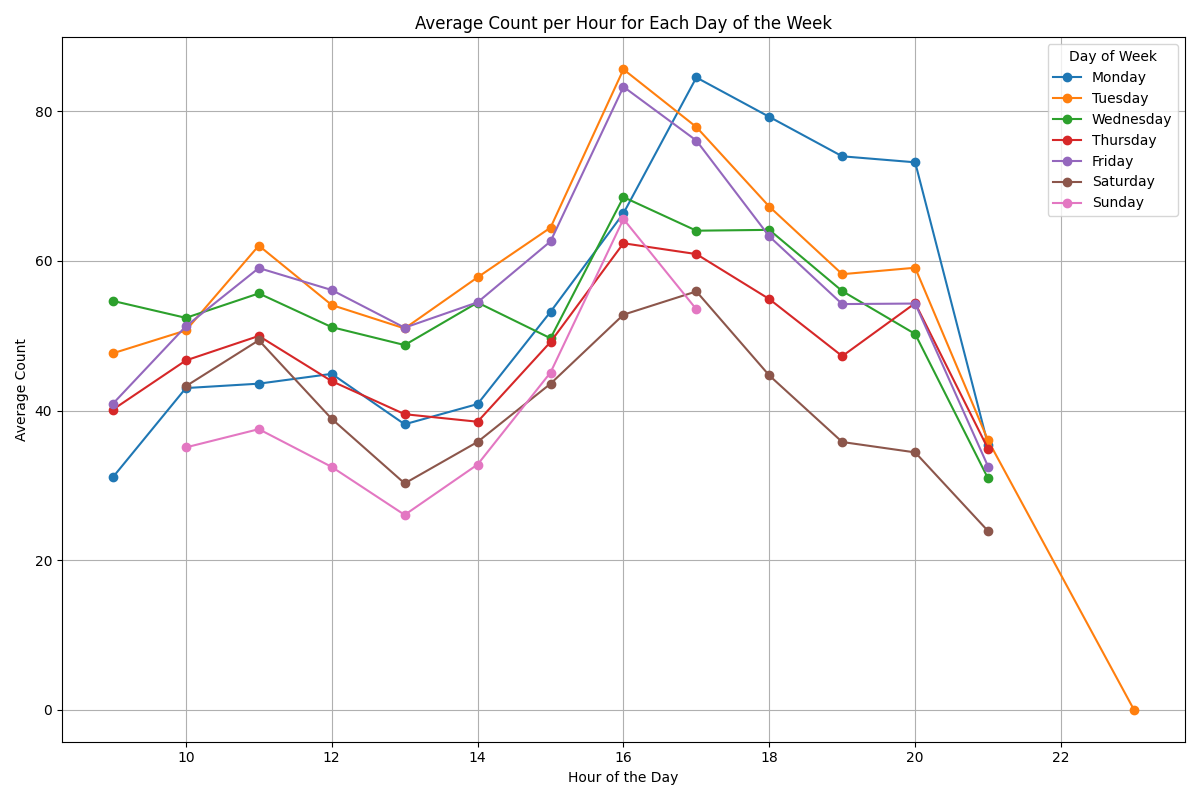 Average Count per Hour for Each Day of the Week
Day of Week
Monday
Tuesday
Wednesday
Thursday
Friday
Saturday
Sunday
Average Count
80
60
40
20
0
10
12
14
16
18
20
22
Hour of the Day